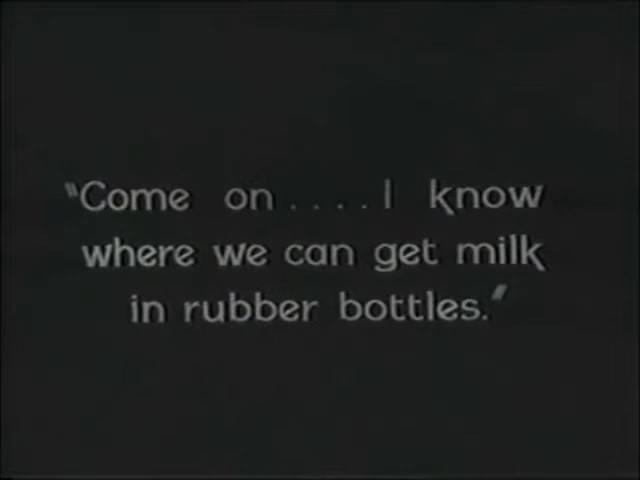 "Come on . . . . I know
where we can get milk
in rubber bottles."